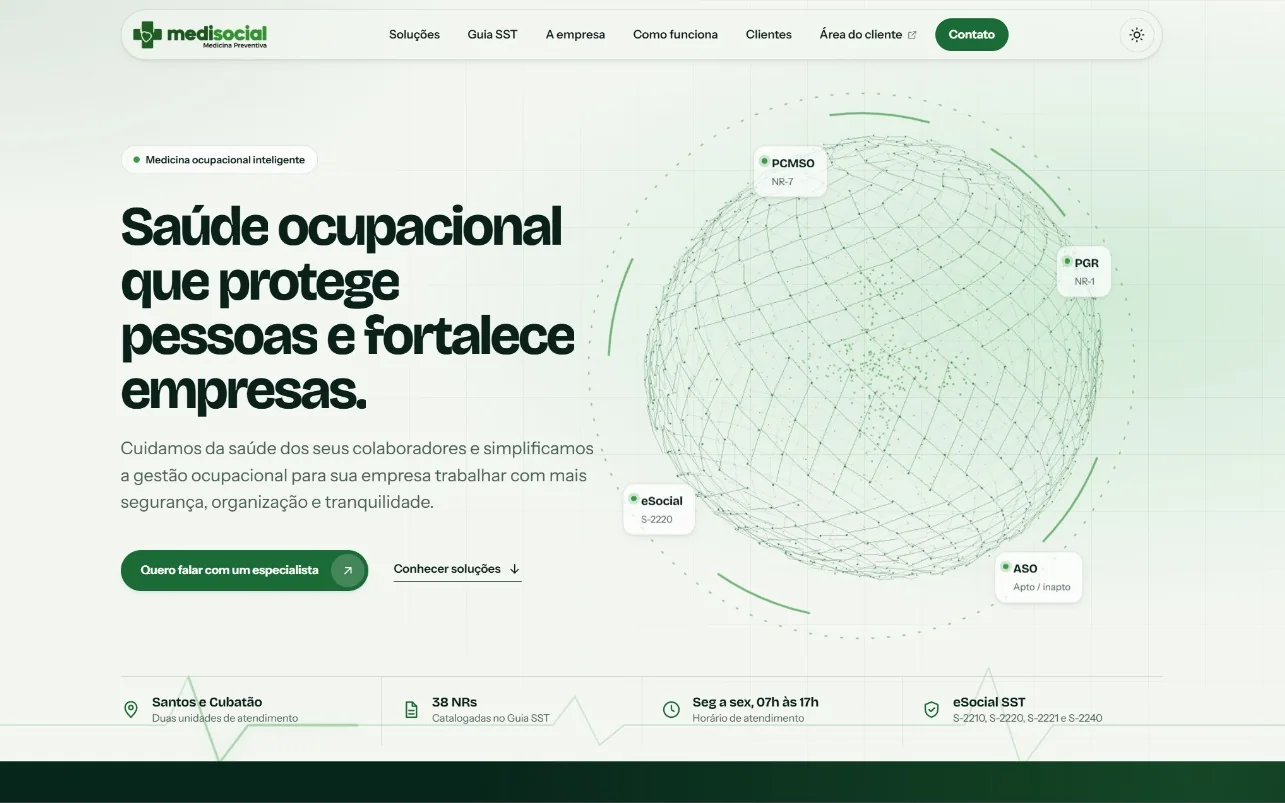 medisocial
Medicina Preventiva
Soluções
Guia SST
A empresa
Como funciona
Clientes
Área do cliente
Contato
Medicina ocupacional inteligente
Saúde ocupacional
que protege
pessoas e fortalece
empresas.
Cuidamos da saúde dos seus colaboradores e simplificamos
a gestão ocupacional para sua empresa trabalhar com mais
segurança, organização e tranquilidade.
Quero falar com um especialista
Conhecer soluções
PCMSO
NR-7
PGR
NR-1
eSocial
S-2220
ASO
Apto / inapto
Santos e Cubatão
Duas unidades de atendimento
38 NRs
Catalogadas no Guia SST
Seg a sex, 07h às 17h
Horário de atendimento
eSocial SST
S-2210, S-2220, S-2221 e S-2240